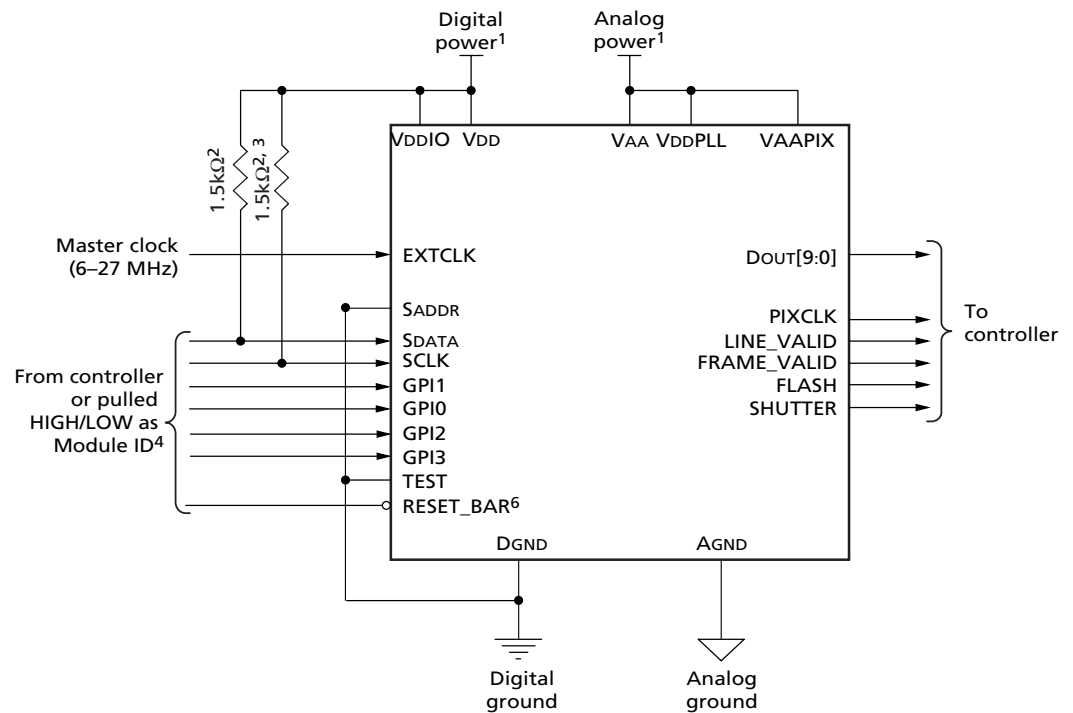 Digital
power1
Analog
power1
VDDIO VDD
VAA VDDPLL
VAAPIX
1.5kΩ2
1.5kΩ2, 3
Master clock
(6–27 MHz)
EXTCLK
SADDR
SDATA
SCLK
GPI1
GPI0
GPI2
GPI3
TEST
RESET_BAR6
From controller
or pulled
HIGH/LOW as
Module ID4
DOUT[9:0]
PIXCLK
LINE_VALID
FRAME_VALID
FLASH
SHUTTER
To
controller
DGND
AGND
Digital
ground
Analog
ground